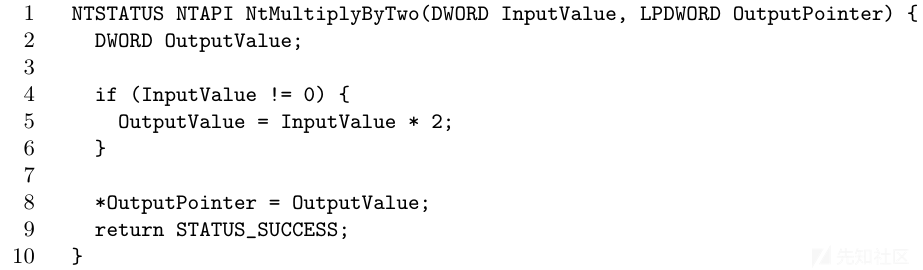 1 NTSTATUS NTAPI NtMultiplyByTwo(DWORD InputValue, LPDWORD OutputPointer) {
2   DWORD OutputValue;
3
4   if (InputValue != 0) {
5     OutputValue = InputValue * 2;
6   }
7
8   *OutputPointer = OutputValue;
9   return STATUS_SUCCESS;
10 }
先知社区